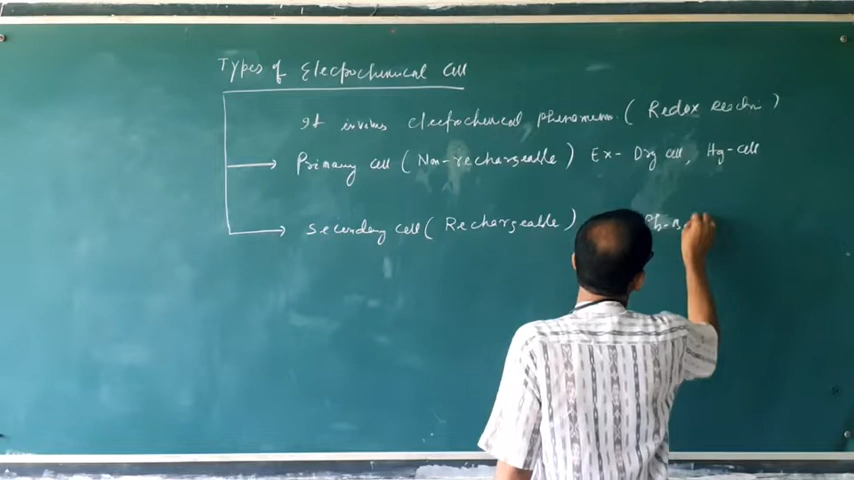 Types of Electrochemical Cell
It involves electrochemical phenomenon ( Redox reactn )
Primary cell ( Non-rechargeable ) Ex- Dry cell, Hg-cell
Secondary cell ( Rechargeable ) Pb-